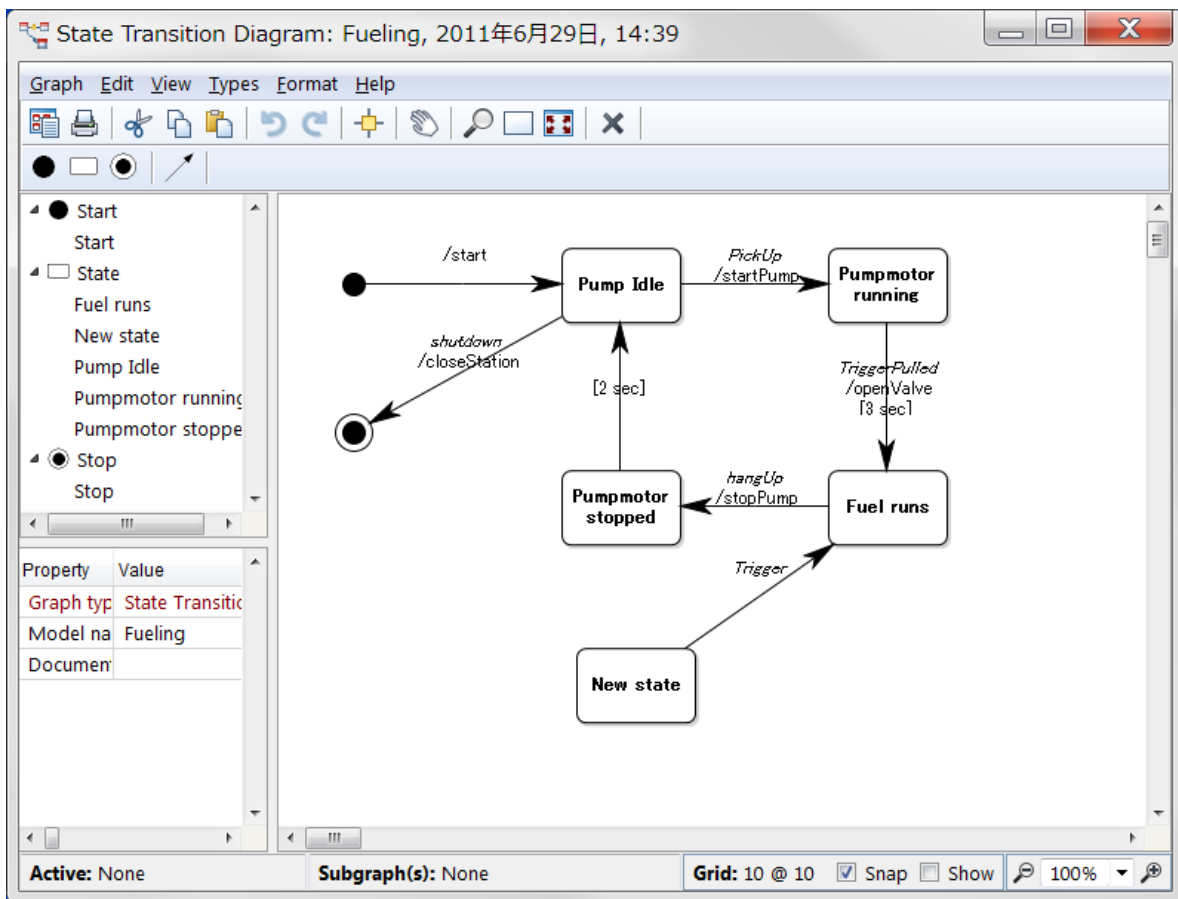 State Transition Diagram: Fueling, 2011年6月29日, 14:39
Graph Edit View Types Format Help
Start
Start
State
Fuel runs
New state
Pump Idle
Pumpmotor running
Pumpmotor stoppe
Stop
Stop
Property Value
Graph typ State Transitic
Model na Fueling
Documen
/start
Pump Idle
PickUp
/startPump
Pumpmotor
running
shutdown
/closeStation
[2 sec]
TriggerPulled
/openValve
[3 sec]
Pumpmotor
stopped
hangUp
/stopPump
Fuel runs
Trigger
New state
Active: None
Subgraph(s): None
Grid: 10 @ 10 Snap Show 100%